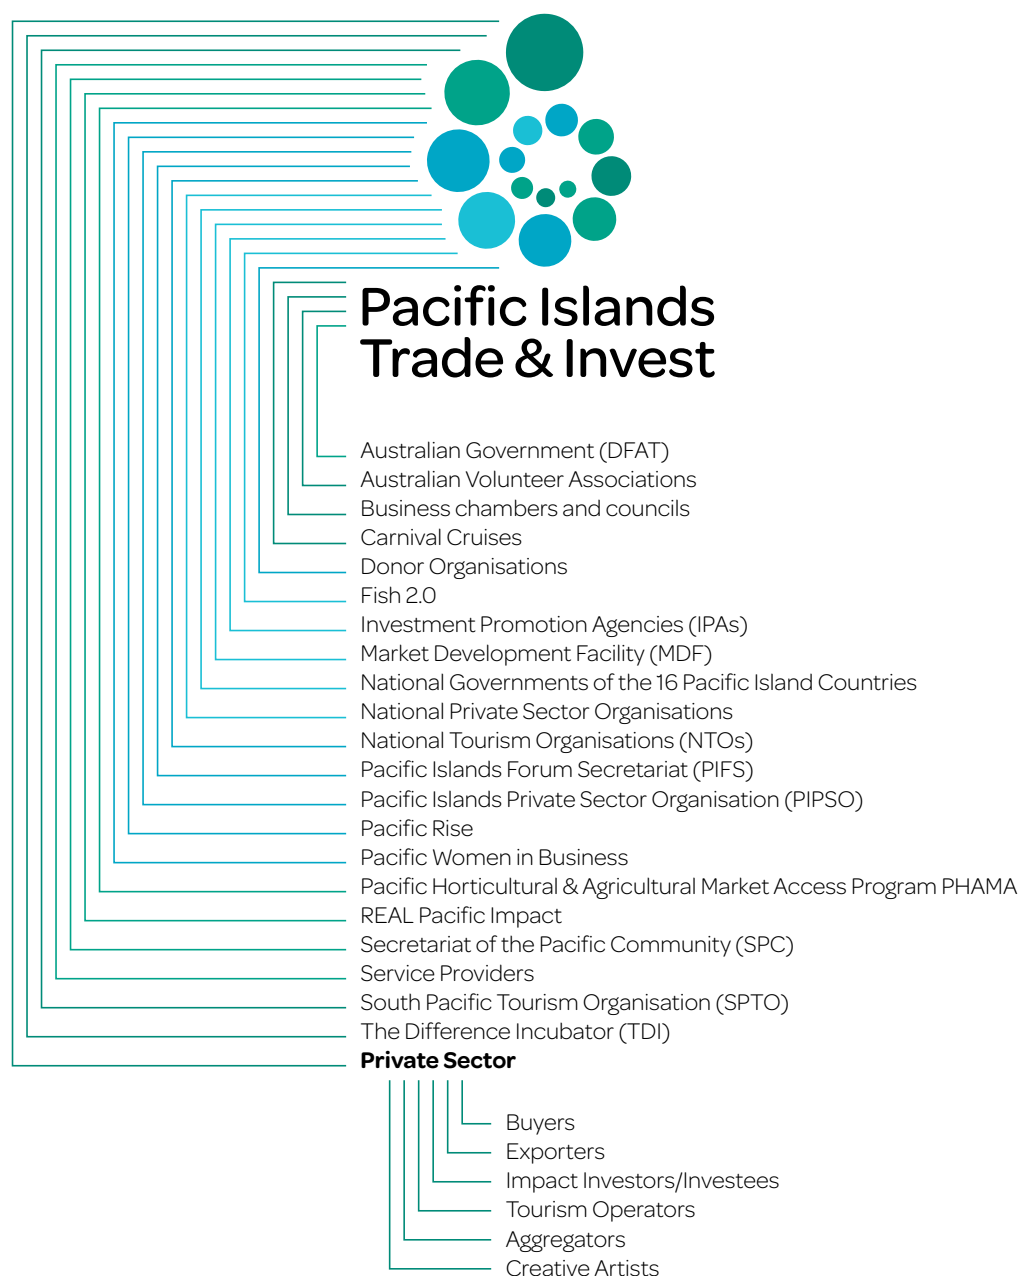 Pacific Islands
Trade & Invest
Australian Government (DFAT)
Australian Volunteer Associations
Business chambers and councils
Carnival Cruises
Donor Organisations
Fish 2.0
Investment Promotion Agencies (IPAs)
Market Development Facility (MDF)
National Governments of the 16 Pacific Island Countries
National Private Sector Organisations
National Tourism Organisations (NTOs)
Pacific Islands Forum Secretariat (PIFS)
Pacific Islands Private Sector Organisation (PIPSO)
Pacific Rise
Pacific Women in Business
Pacific Horticultural & Agricultural Market Access Program PHAMA
REAL Pacific Impact
Secretariat of the Pacific Community (SPC)
Service Providers
South Pacific Tourism Organisation (SPTO)
The Difference Incubator (TDI)
Private Sector
Buyers
Exporters
Impact Investors/Investees
Tourism Operators
Aggregators
Creative Artists